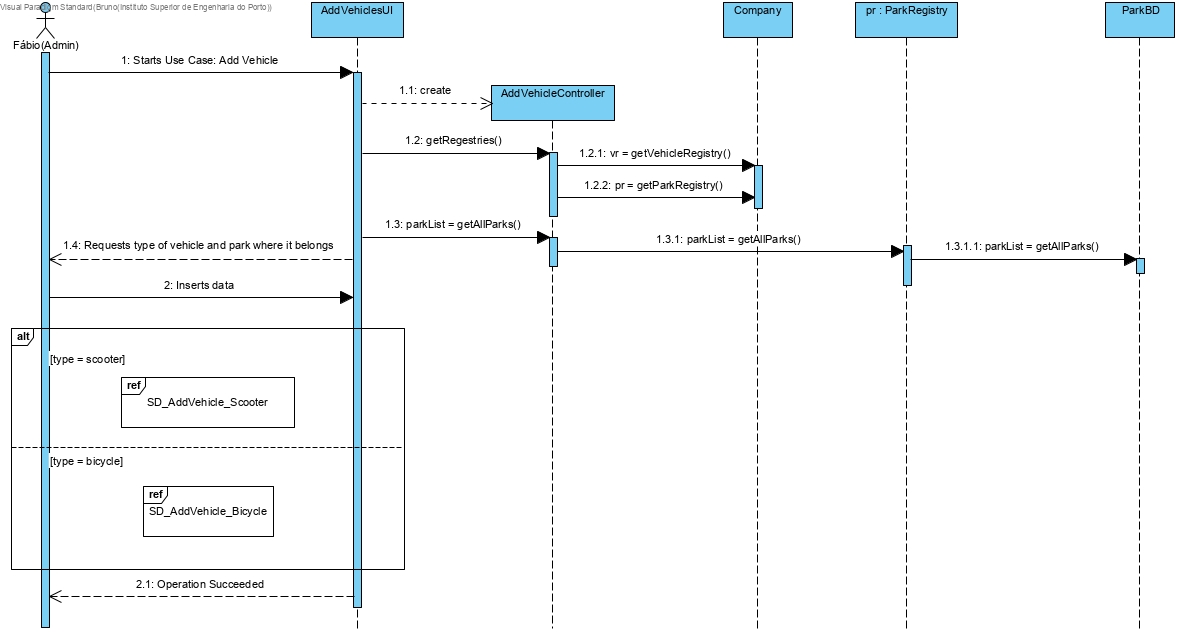 Visual Paradigm Standard(Bruno(Instituto Superior de Engenharia do Porto))
Fábio(Admin)
AddVehiclesUI
Company
pr : ParkRegistry
ParkBD
1: Starts Use Case: Add Vehicle
1.1: create
AddVehicleController
1.2: getRegestries()
1.2.1: vr = getVehicleRegistry()
1.2.2: pr = getParkRegistry()
1.3: parkList = getAllParks()
1.3.1: parkList = getAllParks()
1.3.1.1: parkList = getAllParks()
1.4: Requests type of vehicle and park where it belongs
2: Inserts data
alt
[type = scooter]
ref
SD_AddVehicle_Scooter
[type = bicycle]
ref
SD_AddVehicle_Bicycle
2.1: Operation Succeeded